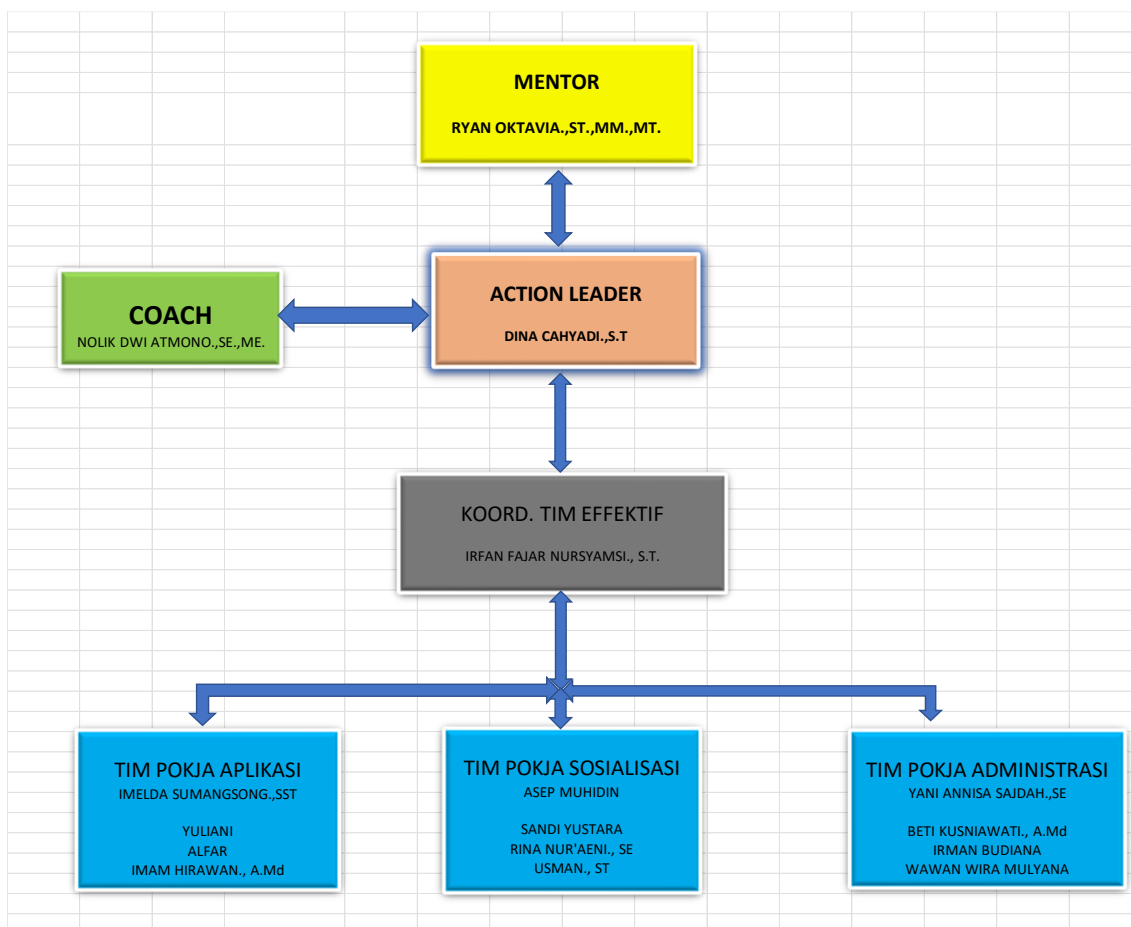 MENTOR
RYAN OKTAVIA.,ST.,MM.,MT.
COACH
NOLIK DWI ATMONO.,SE.,ME.
ACTION LEADER
DINA CAHYADI.,S.T
KOORD. TIM EFFEKTIF
IRFAN FAJAR NURSYAMSI., S.T.
TIM POKJA APLIKASI
IMELDA SUMANGSONG.,SST
YULIANI
ALFAR
IMAM HIRAWAN., A.Md
TIM POKJA SOSIALISASI
ASEP MUHIDIN
SANDI YUSTARA
RINA NUR'AENI., SE
USMAN., ST
TIM POKJA ADMINISTRASI
YANI ANNISA SAJDAH.,SE
BETI KUSNIAWATI., A.Md
IRMAN BUDIANA
WAWAN WIRA MULYANA